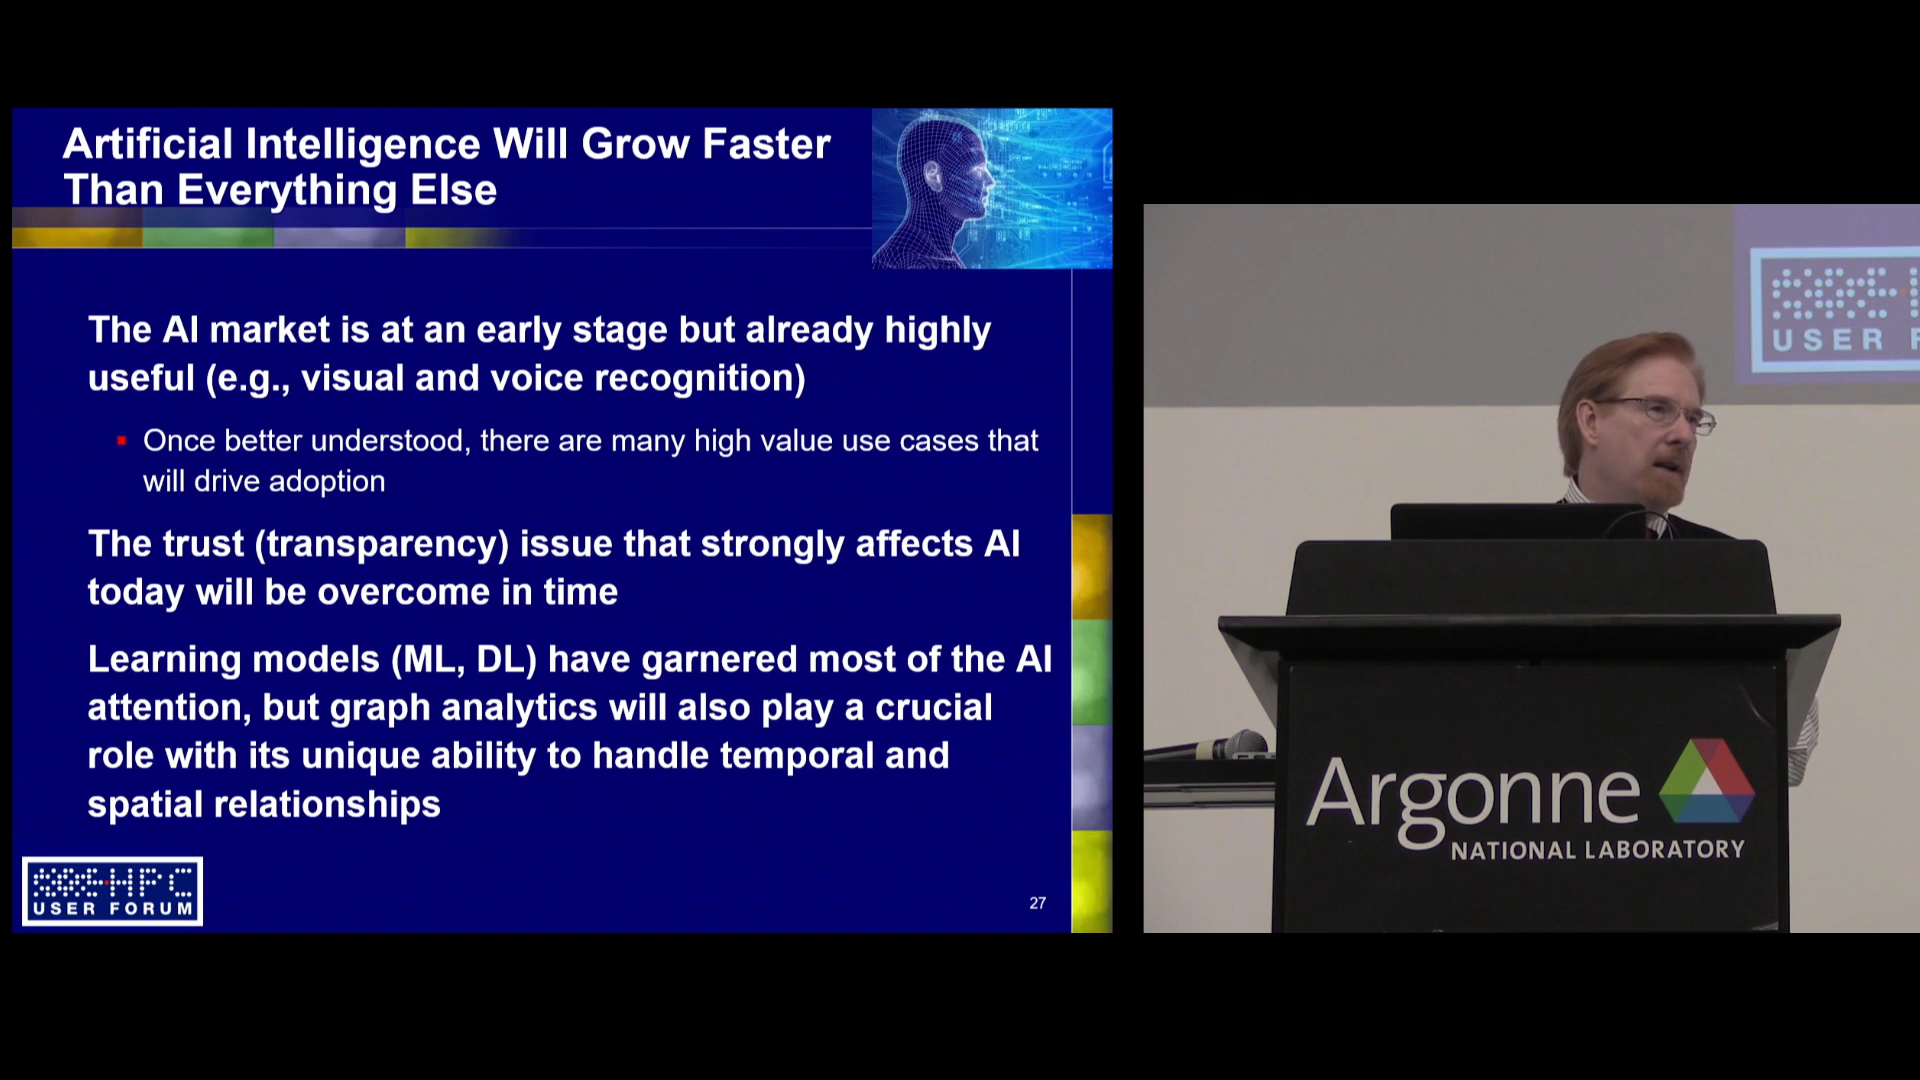 Artificial Intelligence Will Grow Faster
Than Everything Else
The AI market is at an early stage but already highly
useful (e.g., visual and voice recognition)
Once better understood, there are many high value use cases that
will drive adoption
The trust (transparency) issue that strongly affects AI
today will be overcome in time
Learning models (ML, DL) have garnered most of the AI
attention, but graph analytics will also play a crucial
role with its unique ability to handle temporal and
spatial relationships
HPC
USER FORUM
27
USER F
Argonne
NATIONAL LABORATORY